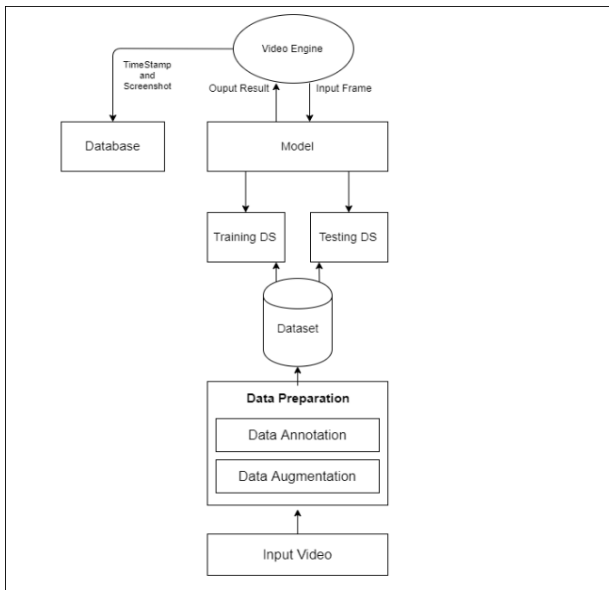 Video Engine
TimeStamp
and
Screenshot
Ouput Result
Input Frame
Database
Model
Training DS
Testing DS
Dataset
Data Preparation
Data Annotation
Data Augmentation
Input Video